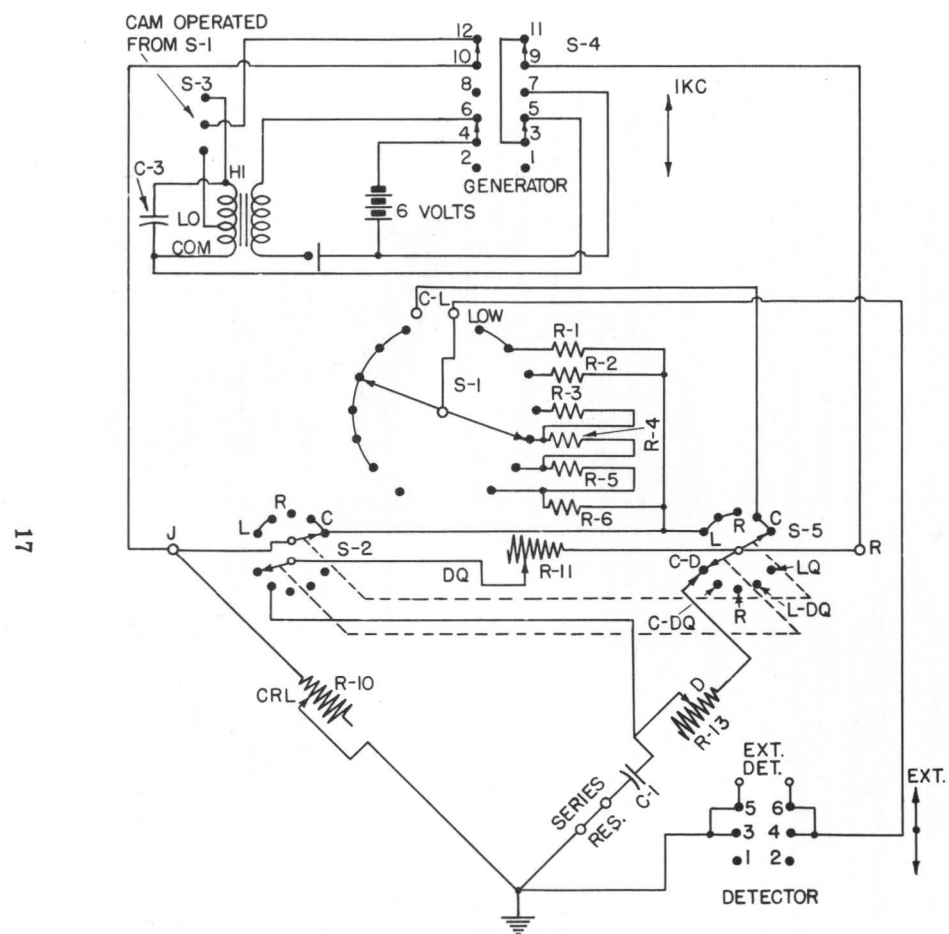 CAM OPERATED
FROM S-1
12
11
S-4
10
9
S-3
8
7
1KC
6
5
4
3
C-3
HI
2
1
GENERATOR
LO
6 VOLTS
COM
C-L
LOW
R-1
R-2
S-1
R-3
R-4
R-5
R-6
17
J
L
R
C
S-2
DQ
R-11
L
R
C
S-5
R
C-D
LQ
L-DQ
R
C-DQ
CRL
R-10
D
R-13
SERIES
RES.
C-1
EXT.
DET.
EXT.
5
6
3
4
1
2
DETECTOR